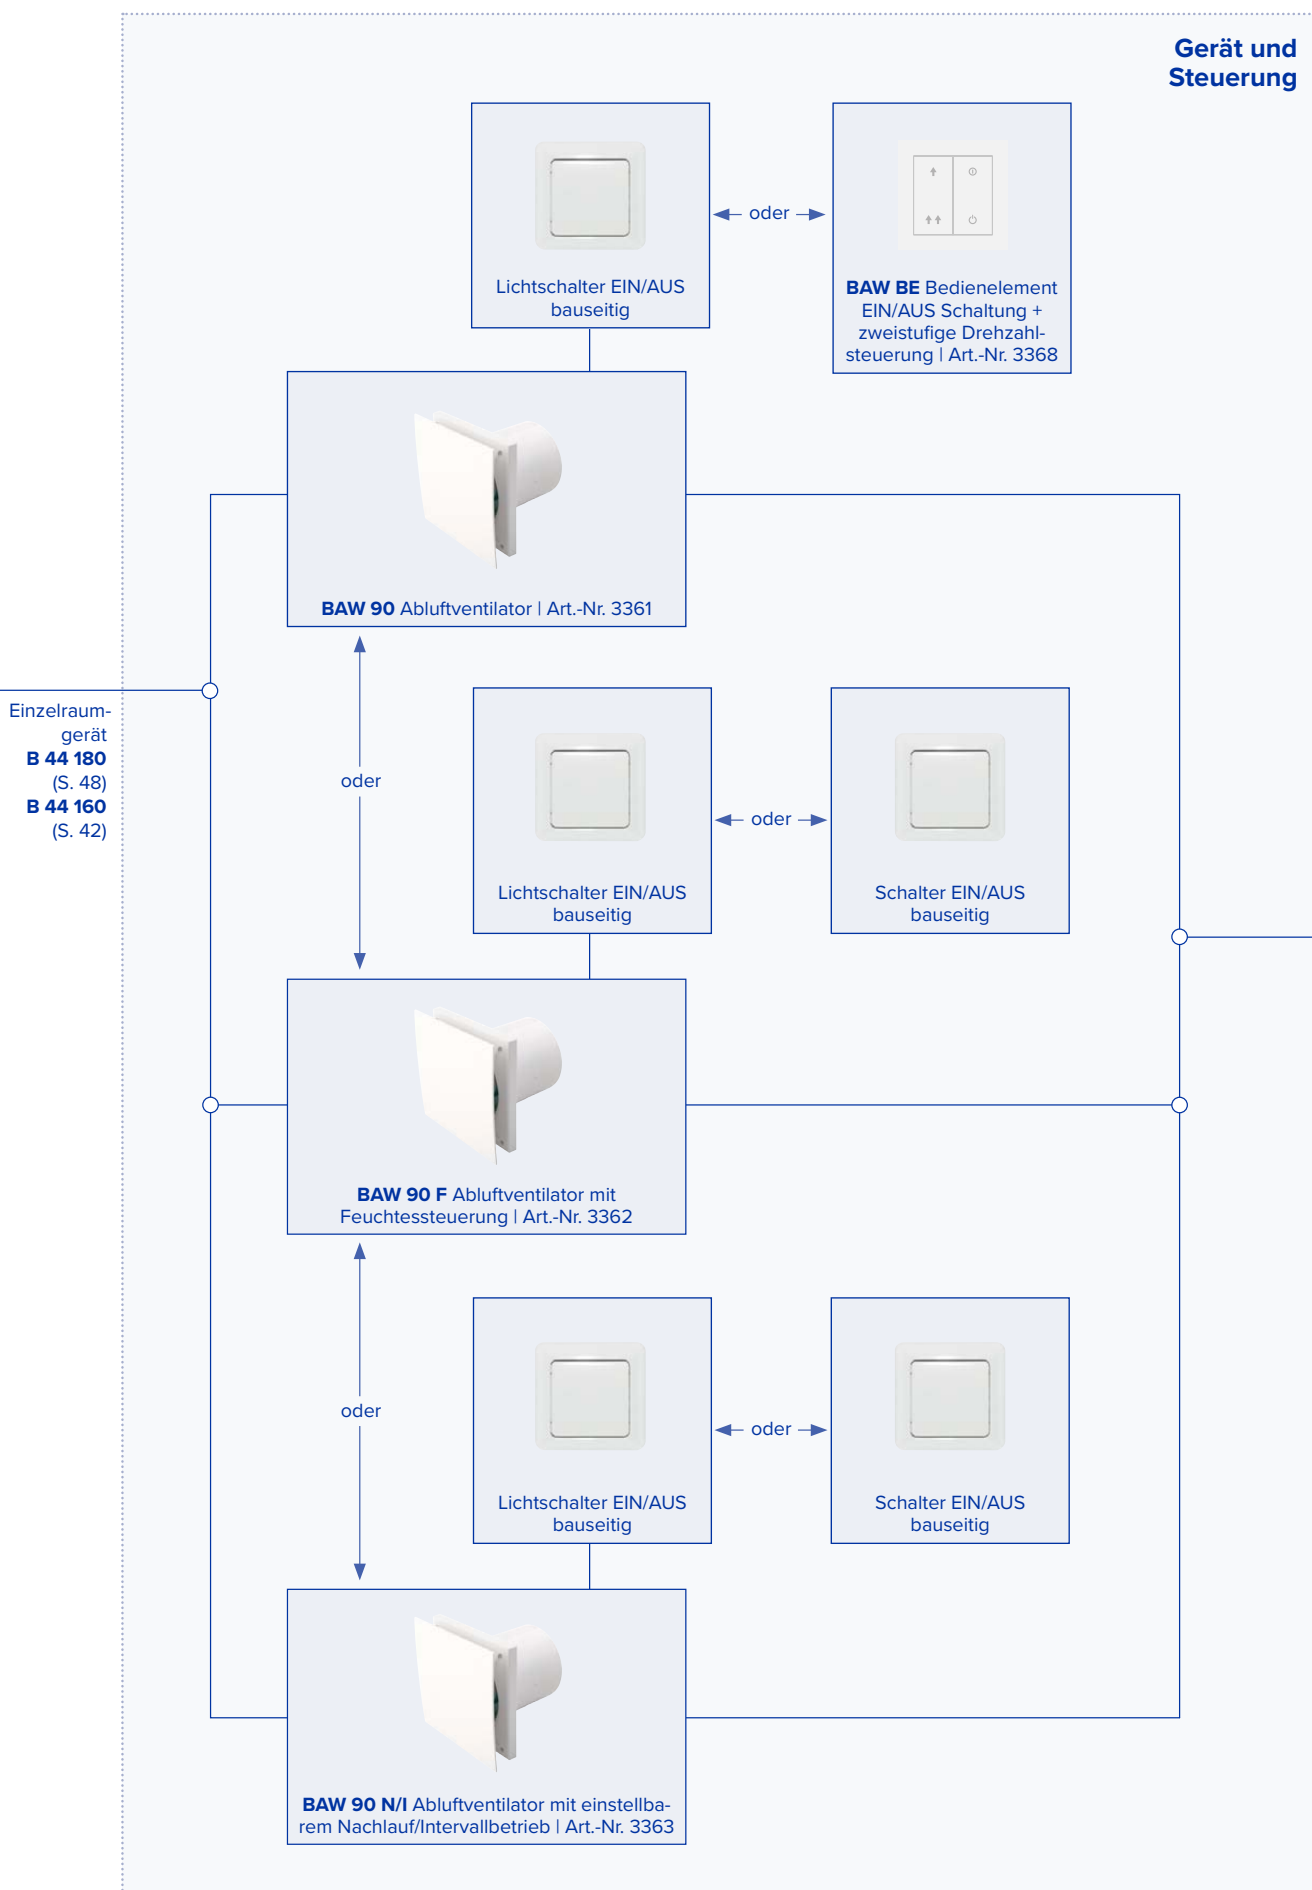 Gerät und
Steuerung
oder
Lichtschalter EIN/AUS
bauseitig
BAW BE Bedienelement
EIN/AUS Schaltung +
zweistufige Drehzahl-
steuerung | Art.-Nr. 3368
BAW 90 Abluftventilator | Art.-Nr. 3361
Einzelraum-
gerät
B 44 180
(S. 48)
B 44 160
(S. 42)
oder
oder
Lichtschalter EIN/AUS
bauseitig
Schalter EIN/AUS
bauseitig
BAW 90 F Abluftventilator mit
Feuchtessteuerung | Art.-Nr. 3362
oder
oder
Lichtschalter EIN/AUS
bauseitig
Schalter EIN/AUS
bauseitig
BAW 90 N/I Abluftventilator mit einstellba-
rem Nachlauf/Intervallbetrieb | Art.-Nr. 3363